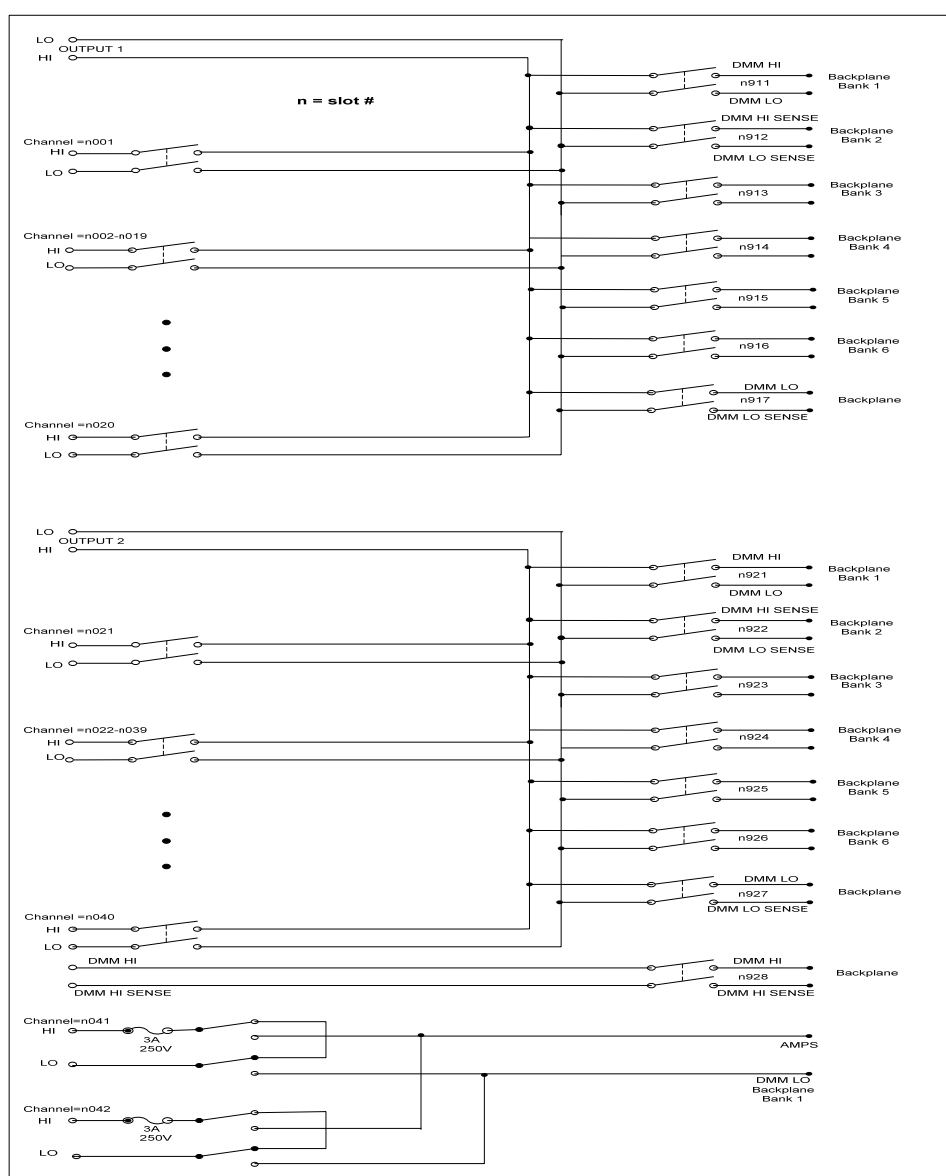 LO
OUTPUT 1
HI
n = slot #
DMM HI
n911
DMM LO
Backplane
Bank 1
DMM HI SENSE
n912
DMM LO SENSE
Backplane
Bank 2
Channel =n001
HI
LO
n913
Backplane
Bank 3
Channel =n002-n019
HI
LO
n914
Backplane
Bank 4
n915
Backplane
Bank 5
n916
Backplane
Bank 6
DMM LO
n917
DMM LO SENSE
Backplane
Channel =n020
HI
LO
LO
OUTPUT 2
HI
DMM HI
n921
DMM LO
Backplane
Bank 1
DMM HI SENSE
n922
DMM LO SENSE
Backplane
Bank 2
Channel =n021
HI
LO
n923
Backplane
Bank 3
Channel =n022-n039
HI
LO
n924
Backplane
Bank 4
n925
Backplane
Bank 5
n926
Backplane
Bank 6
DMM LO
n927
DMM LO SENSE
Backplane
Channel =n040
HI
LO
DMM HI
DMM HI SENSE
DMM HI
n928
DMM HI SENSE
Backplane
Channel=n041
HI
3A
250V
LO
AMPS
DMM LO
Backplane
Bank 1
Channel=n042
HI
3A
250V
LO